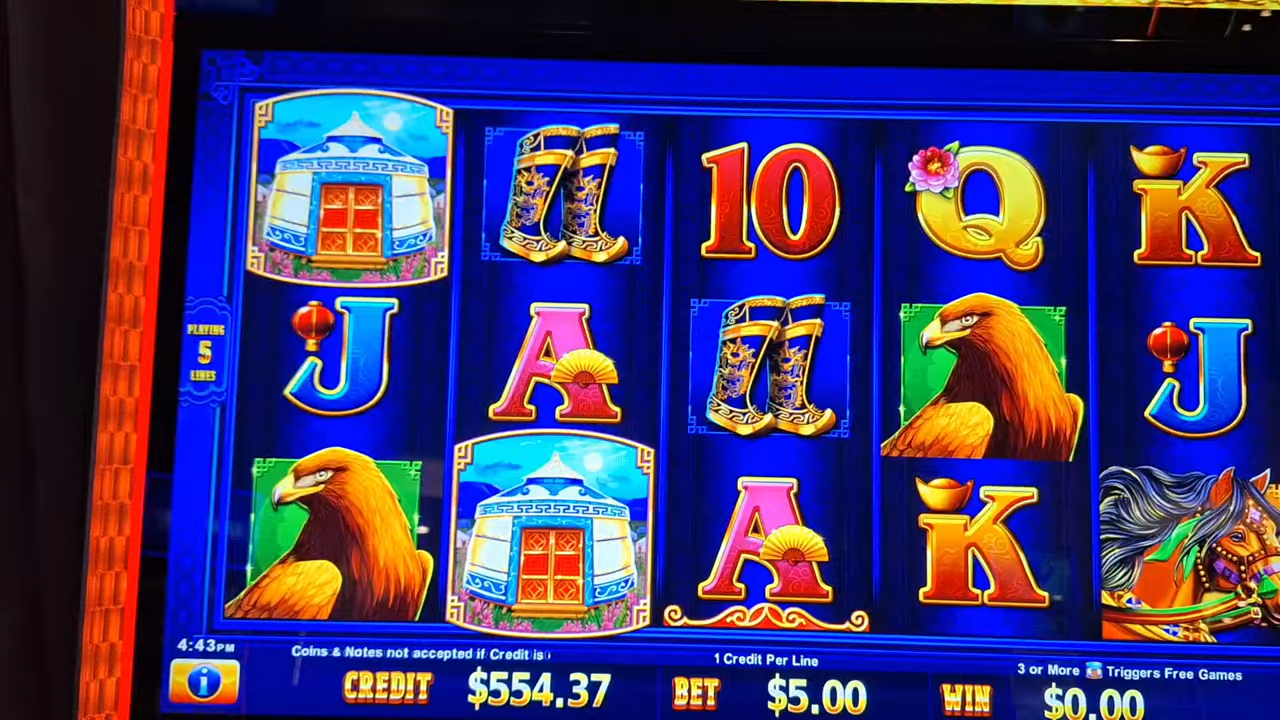 10 Q K
J A J
A K
PLAYING
5
LINES
4:43PM
Coins & Notes not accepted if Credit is
1 Credit Per Line
3 or More Triggers Free Games
i CREDIT $554.37 BET $5.00 WIN $0.00